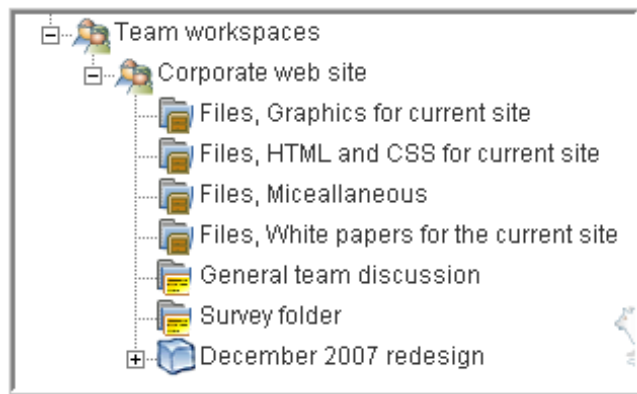 Team workspaces
Corporate web site
Files, Graphics for current site
Files, HTML and CSS for current site
Files, Miceallaneous
Files, White papers for the current site
General team discussion
Survey folder
December 2007 redesign